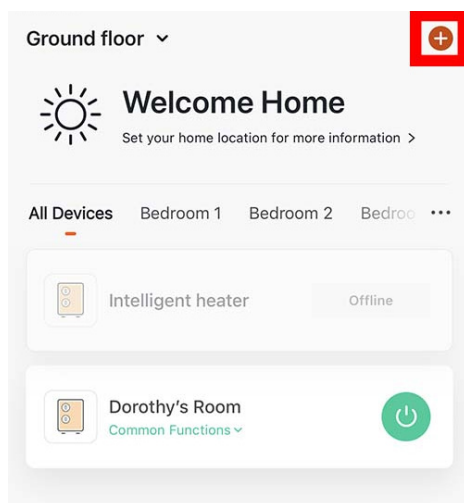 Ground floor
Welcome Home
Set your home location for more information >
All Devices Bedroom 1 Bedroom 2 Bedroo ...
Intelligent heater Offline
Dorothy's Room
Common Functions